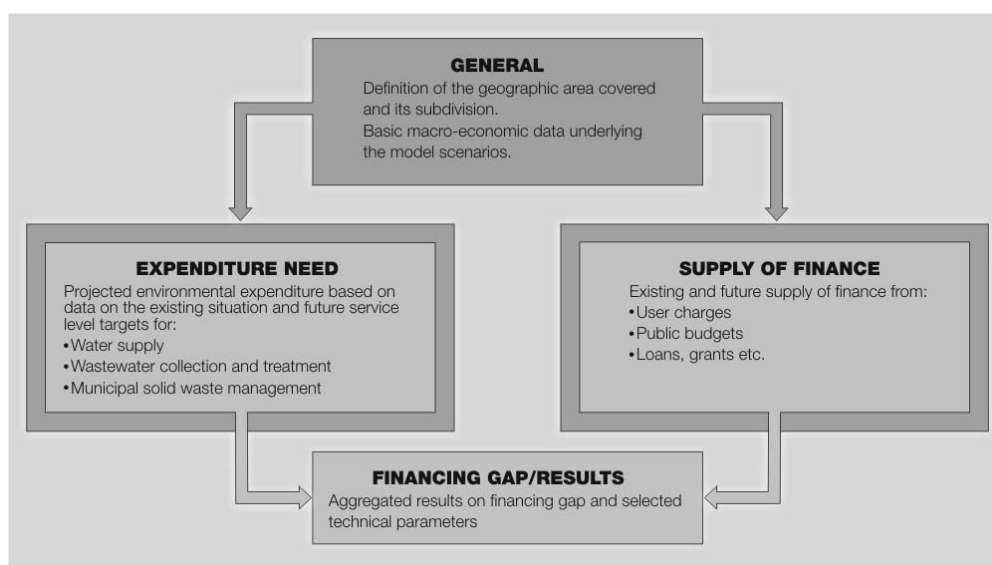 GENERAL
Definition of the geographic area covered
and its subdivision.
Basic macro-economic data underlying
the model scenarios.
EXPENDITURE NEED
Projected environmental expenditure based on
data on the existing situation and future service
level targets for:
•Water supply
•Wastewater collection and treatment
•Municipal solid waste management
SUPPLY OF FINANCE
Existing and future supply of finance from:
•User charges
•Public budgets
•Loans, grants etc.
FINANCING GAP/RESULTS
Aggregated results on financing gap and selected
technical parameters